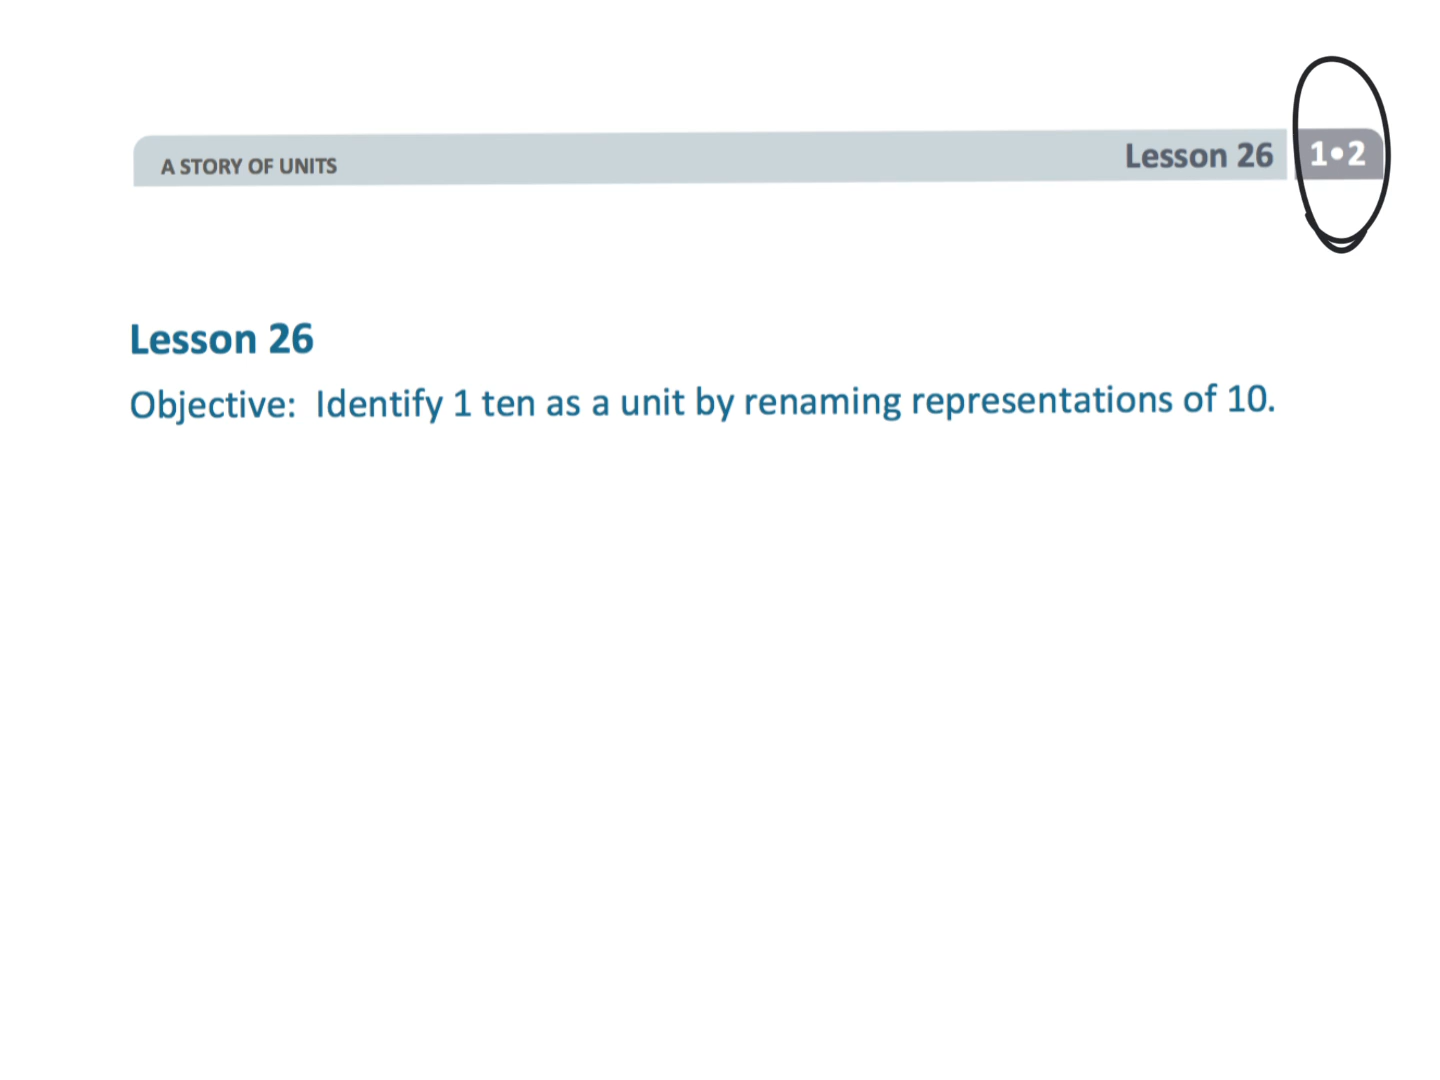 A STORY OF UNITS Lesson 26 1•2
Lesson 26
Objective: Identify 1 ten as a unit by renaming representations of 10.